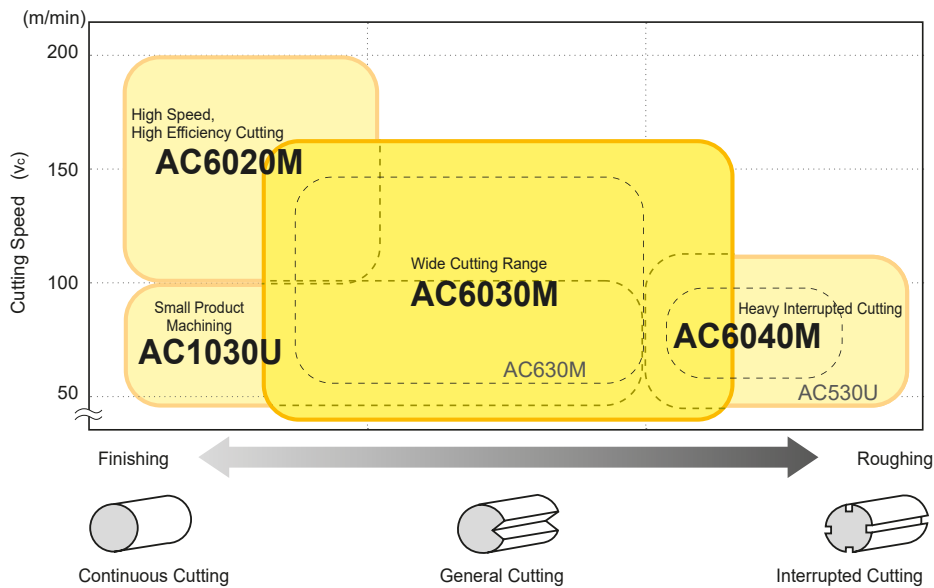 (m/min)
200
150
100
50
Cutting Speed (vc)
High Speed,
High Efficiency Cutting
AC6020M
Wide Cutting Range
AC6030M
Small Product
Machining
AC1030U
Heavy Interrupted Cutting
AC6040M
AC630M
AC530U
Finishing
Roughing
Continuous Cutting
General Cutting
Interrupted Cutting